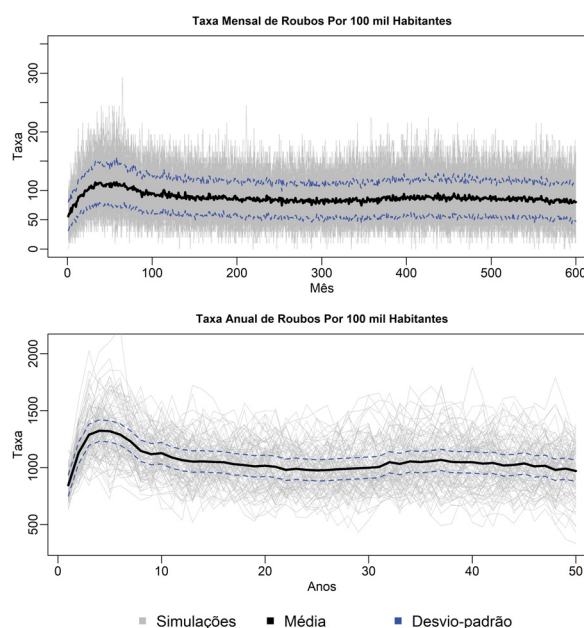 Taxa Mensal de Roubos Por 100 mil Habitantes
Taxa
0 50 100 150 200 300
0 100 200 300 400 500 600
Mês
Taxa Anual de Roubos Por 100 mil Habitantes
Taxa
500 1000 1500 2000
0 10 20 30 40 50
Anos
Simulações Média Desvio-padrão